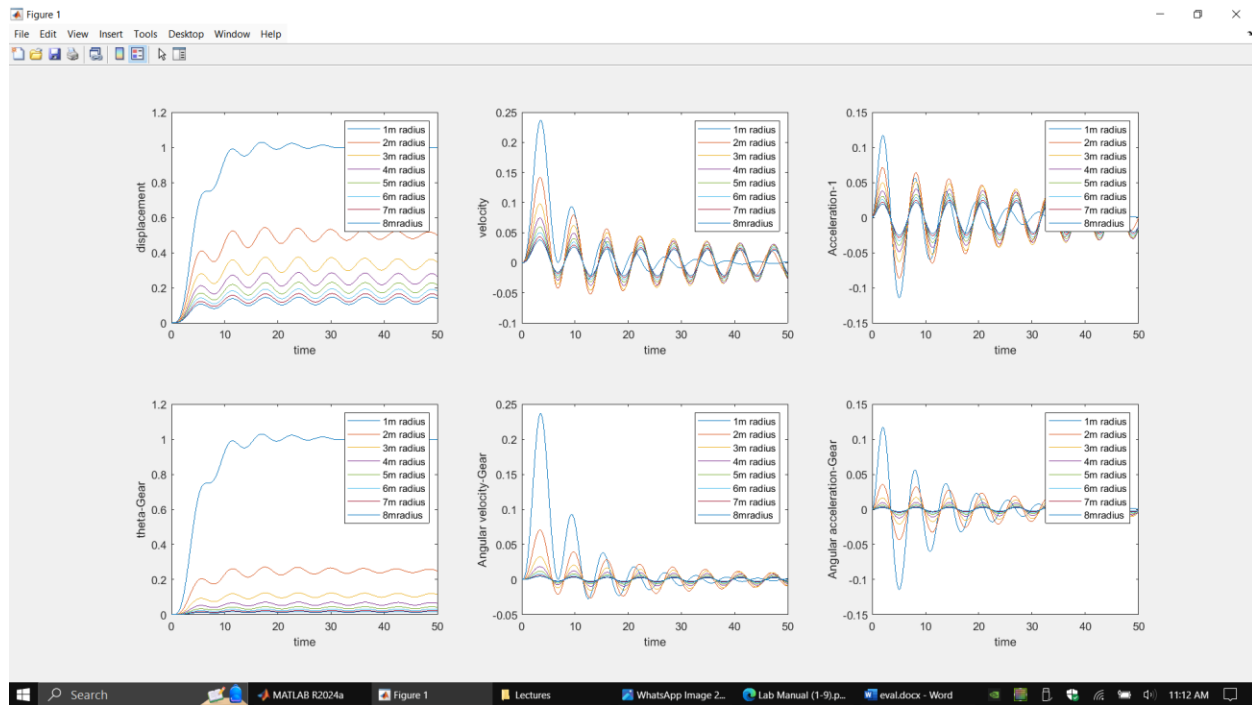 Figure 1
File Edit View Insert Tools Desktop Window Help
1.2
1
0.8
0.6
0.4
0.2
0
displacement
0 10 20 30 40 50
time
1m radius
2m radius
3m radius
4m radius
5m radius
6m radius
7m radius
8mradius
0.25
0.2
0.15
0.1
0.05
0
-0.05
-0.1
velocity
0 10 20 30 40 50
time
1m radius
2m radius
3m radius
4m radius
5m radius
6m radius
7m radius
8mradius
0.15
0.1
0.05
0
-0.05
-0.1
-0.15
Acceleration-1
0 10 20 30 40 50
time
1m radius
2m radius
3m radius
4m radius
5m radius
6m radius
7m radius
8mradius
1.2
1
0.8
0.6
0.4
0.2
0
theta-Gear
0 10 20 30 40 50
time
1m radius
2m radius
3m radius
4m radius
5m radius
6m radius
7m radius
8mradius
0.25
0.2
0.15
0.1
0.05
0
-0.05
Angular velocity-Gear
0 10 20 30 40 50
time
1m radius
2m radius
3m radius
4m radius
5m radius
6m radius
7m radius
8mradius
0.15
0.1
0.05
0
-0.05
-0.1
-0.15
Angular acceleration-Gear
0 10 20 30 40 50
time
1m radius
2m radius
3m radius
4m radius
5m radius
6m radius
7m radius
8mradius
Search MATLAB R2024a Figure 1 Lectures WhatsApp Image 2... Lab Manual (1-9).p... eval.docx - Word 11:12 AM